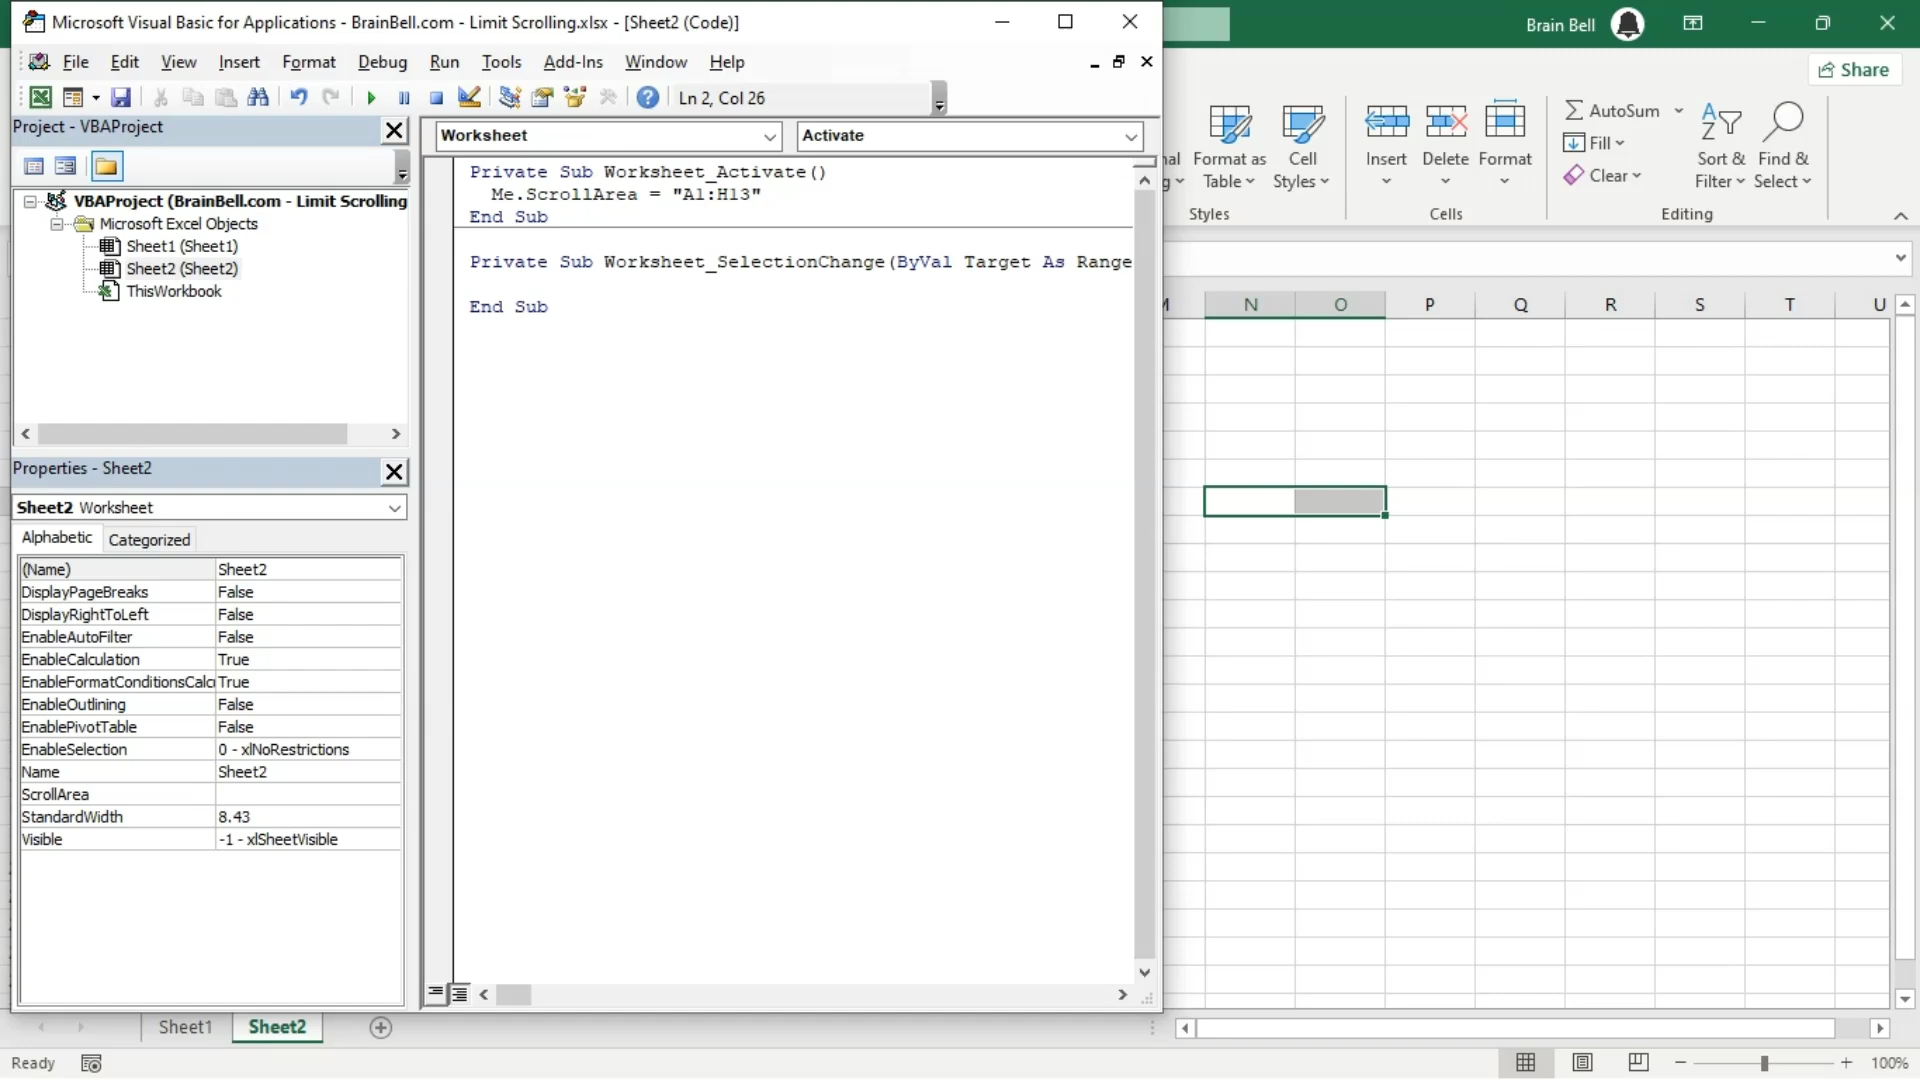 Microsoft Visual Basic for Applications - BrainBell.com - Limit Scrolling.xlsx - [Sheet2 (Code)]
Brain Bell
File Edit View Insert Format Debug Run Tools Add-Ins Window Help
Share
Ln 2, Col 26
Project - VBAProject
VBAProject (BrainBell.com - Limit Scrolling
Microsoft Excel Objects
Sheet1 (Sheet1)
Sheet2 (Sheet2)
ThisWorkbook
Properties - Sheet2
Sheet2 Worksheet
Alphabetic Categorized
(Name) Sheet2
DisplayPageBreaks False
DisplayRightToLeft False
EnableAutoFilter False
EnableCalculation True
EnableFormatConditionsCalc True
EnableOutlining False
EnablePivotTable False
EnableSelection 0 - xlNoRestrictions
Name Sheet2
ScrollArea
StandardWidth 8.43
Visible -1 - xlSheetVisible
Worksheet Activate
Private Sub Worksheet_Activate()
Me.ScrollArea = "A1:H13"
End Sub
Private Sub Worksheet_SelectionChange(ByVal Target As Range
End Sub
Format as
Table
Cell
Styles
Styles
Insert
Delete
Format
Cells
AutoSum
Fill
Clear
Sort &
Filter
Find &
Select
Editing
N O P Q R S T U
Sheet1 Sheet2
Ready
100%